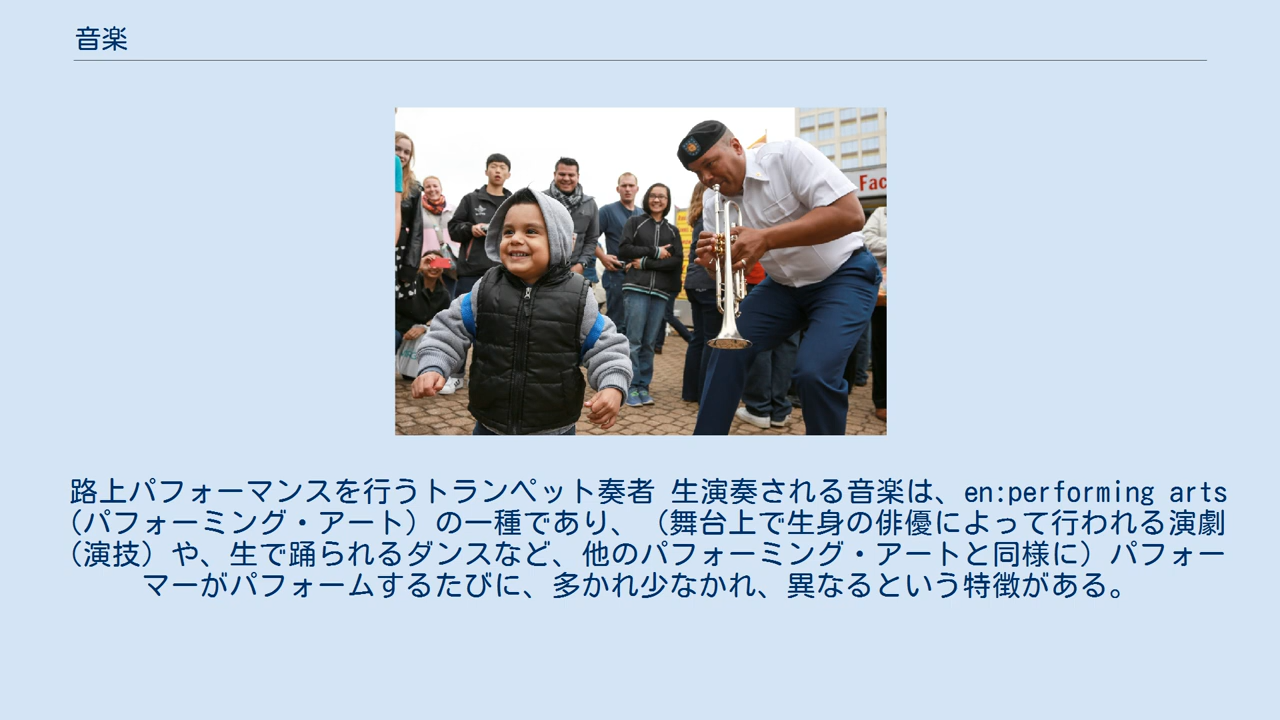 音楽
Fac
路上パフォーマンスを行うトランペット奏者 生演奏される音楽は、en:performing arts
(パフォーミング・アート）の一種であり、（舞台上で生身の俳優によって行われる演劇
(演技）や、生で踊られるダンスなど、他のパフォーミング・アートと同様に）パフォー
マーがパフォームするたびに、多かれ少なかれ、異なるという特徴がある。